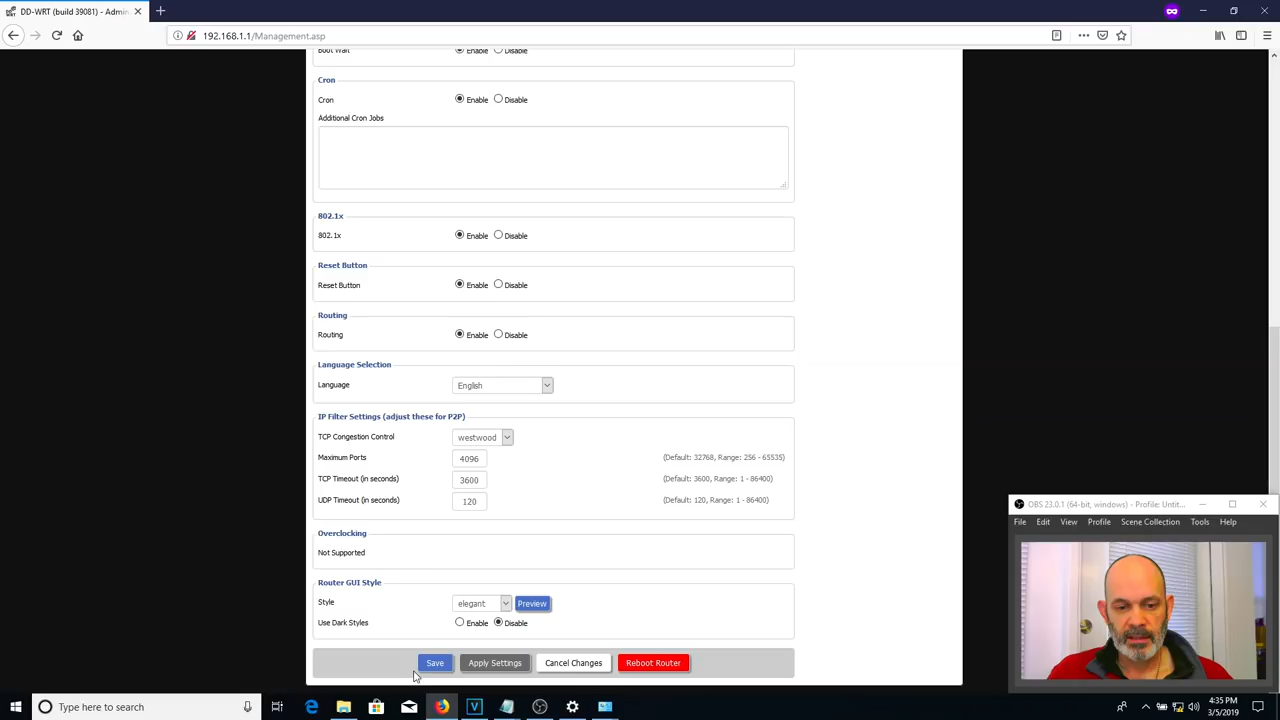 DD-WRT (build 39081) - Admin
192.168.1.1/Management.asp
Boot Wait Enable Disable
Cron
Cron Enable Disable
Additional Cron Jobs
802.1x
802.1x Enable Disable
Reset Button
Reset Button Enable Disable
Routing
Routing Enable Disable
Language Selection
Language English
IP Filter Settings (adjust these for P2P)
TCP Congestion Control westwood
Maximum Ports 4096 (Default: 32768, Range: 256 - 65535)
TCP Timeout (in seconds) 3600 (Default: 3600, Range: 1 - 86400)
UDP Timeout (in seconds) 120 (Default: 120, Range: 1 - 86400)
Overclocking
Not Supported
Router GUI Style
Style elegant Preview
Use Dark Styles Enable Disable
Save Apply Settings Cancel Changes Reboot Router
OBS 23.0.1 (64-bit, windows) - Profile: Untit...
File Edit View Profile Scene Collection Tools Help
Type here to search
4:35 PM
3/5/2019